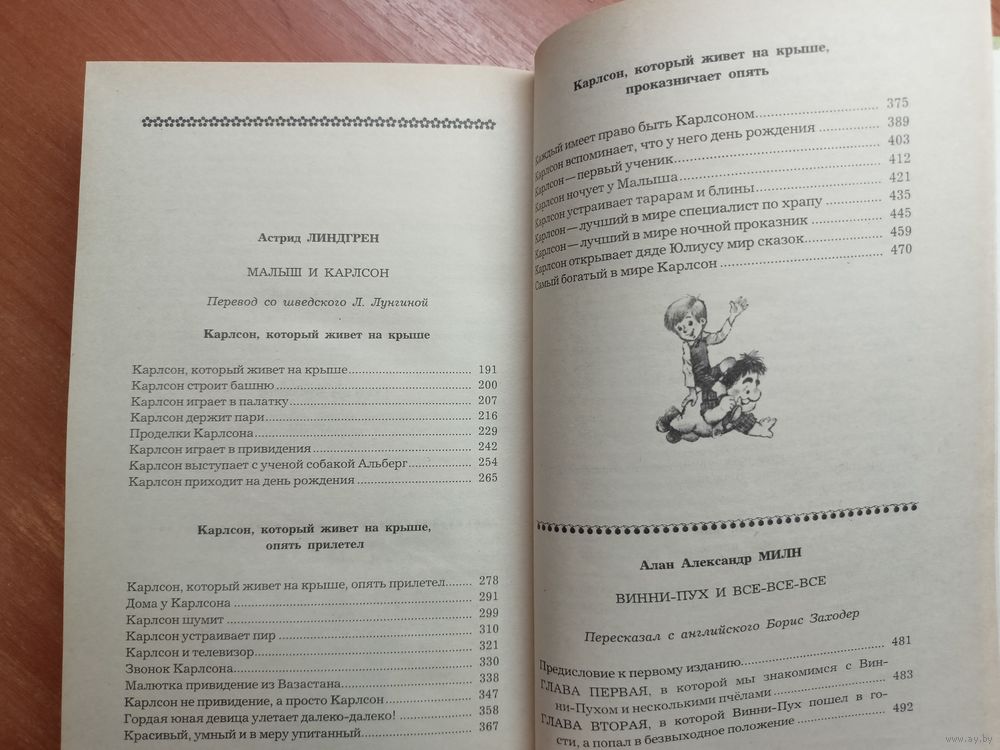 Астрид ЛИНДГРЕН
МАЛЫШ И КАРЛСОН
Перевод со шведского Л. Лунгиной
Карлсон, который живет на крыше
Карлсон, который живет на крыше 191
Карлсон строит башню 200
Карлсон играет в палатку 207
Карлсон держит пари 216
Проделки Карлсона 229
Карлсон играет в привидения 242
Карлсон выступает с ученой собакой Альберг 254
Карлсон приходит на день рождения 265
Карлсон, который живет на крыше,
опять прилетел
Карлсон, который живет на крыше, опять прилетел 278
Дома у Карлсона 291
Карлсон шумит 299
Карлсон устраивает пир 310
Карлсон и телевизор 321
Звонок Карлсона 330
Малютка привидение из Вазастана 338
Карлсон не привидение, а просто Карлсон 347
Гордая юная девица улетает далеко-далеко! 358
Красивый, умный и в меру упитанный 367
Карлсон, который живет на крыше,
проказничает опять
Каждый имеет право быть Карлсоном 375
Карлсон вспоминает, что у него день рождения 389
Карлсон — первый ученик 403
Карлсон ночует у Малыша 412
Карлсон устраивает тарарам и блины 421
Карлсон — лучший в мире специалист по храпу 435
Карлсон — лучший в мире ночной проказник 445
Карлсон открывает дяде Юлиусу мир сказок 459
Самый богатый в мире Карлсон 470
Алан Александр МИЛН
ВИННИ-ПУХ И ВСЕ-ВСЕ-ВСЕ
Пересказал с английского Борис Заходер
Предисловие к первому изданию 481
ГЛАВА ПЕРВАЯ, в которой мы знакомимся с Вин-
ни-Пухом и несколькими пчёлами 483
ГЛАВА ВТОРАЯ, в которой Винни-Пух пошел в го-
сти, а попал в безвыходное положение 492
www.ay.by